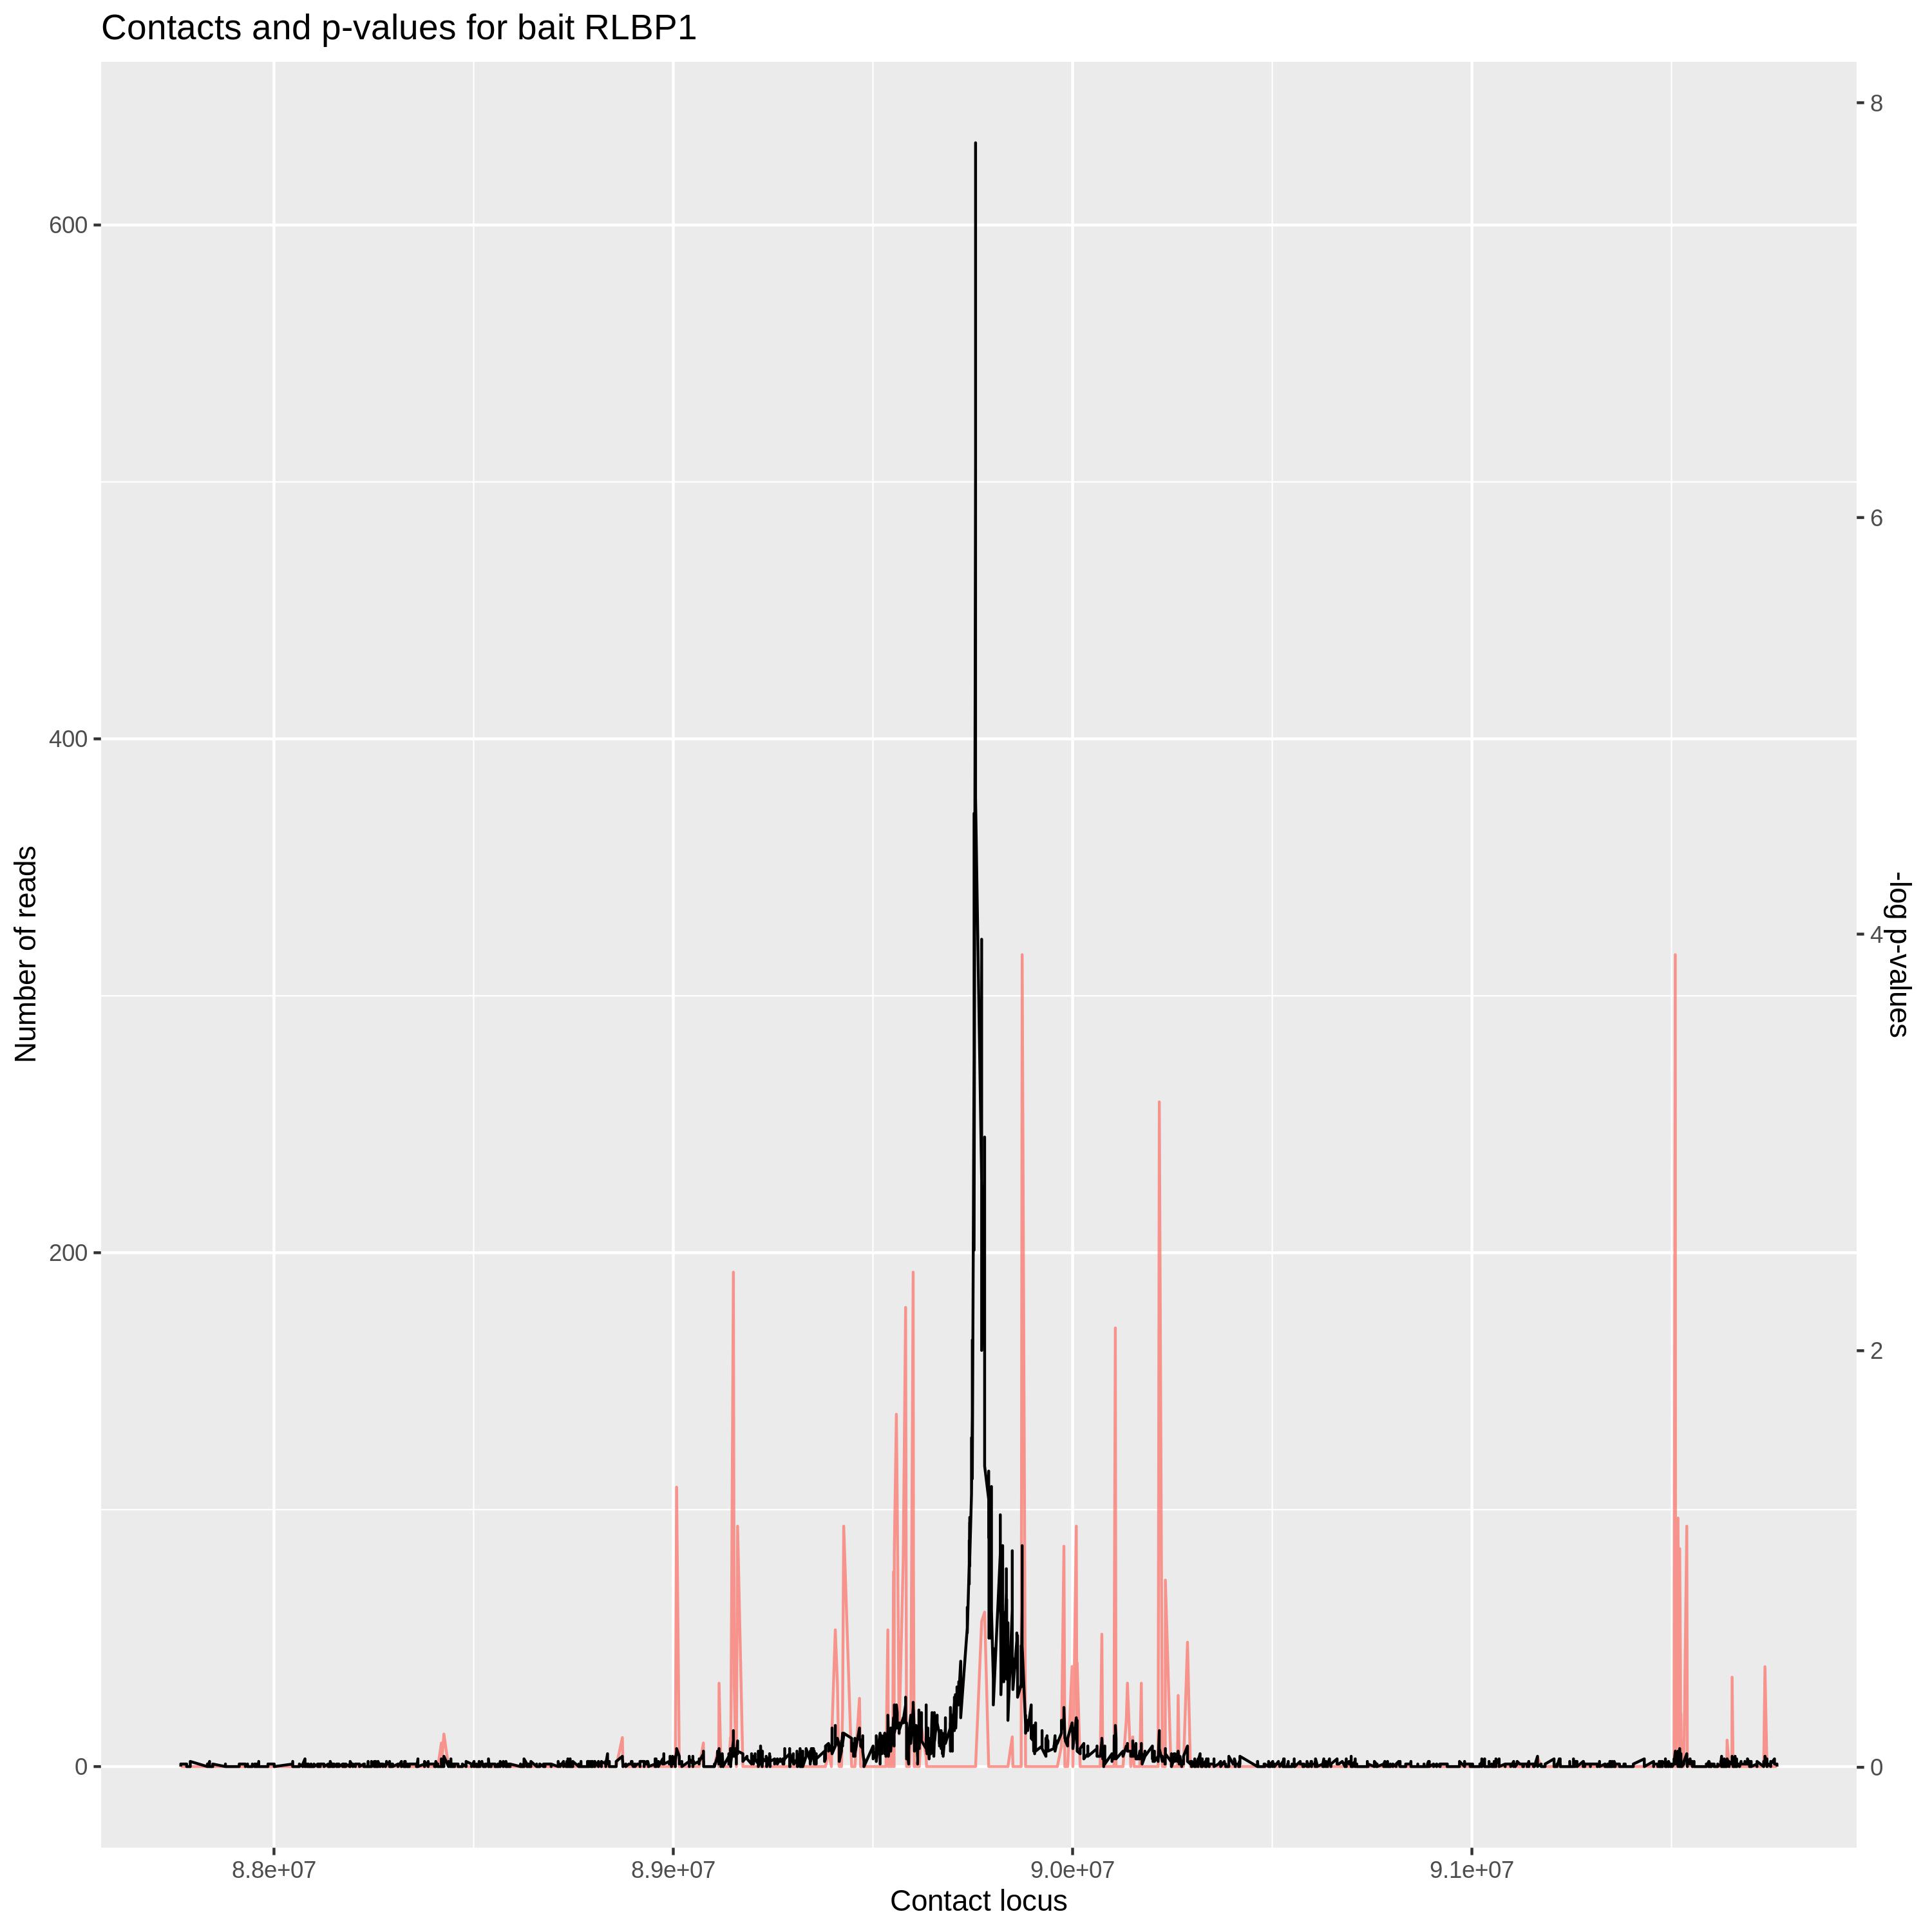 Contacts and p-values for bait RLBP1
8
600
6
400
4
200
2
0
0
Number of reads
-log p-values
8.8e+07
8.9e+07
9.0e+07
9.1e+07
Contact locus